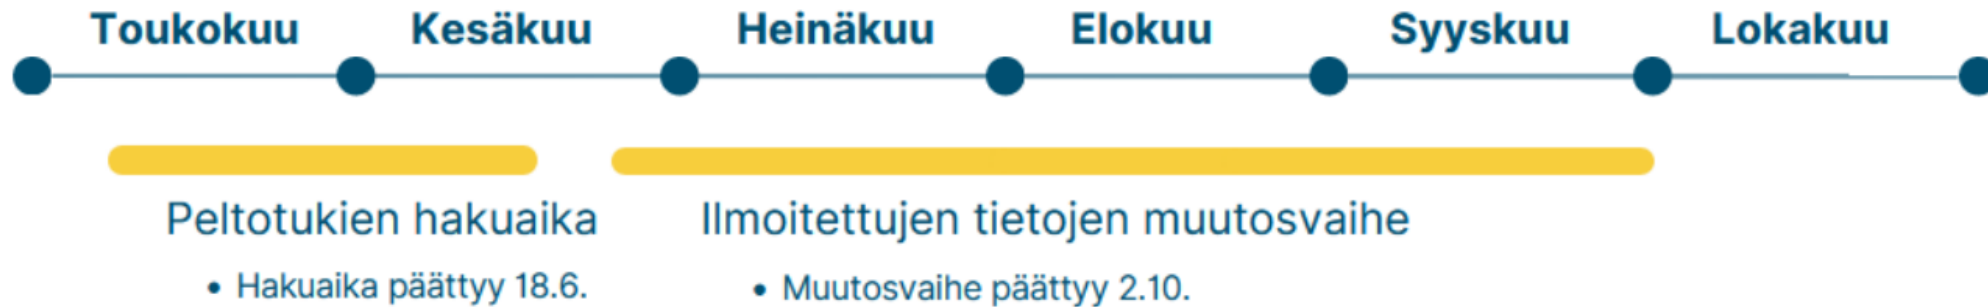 Toukokuu Kesäkuu Heinäkuu Elokuu Syyskuu Lokakuu
Peltotukien hakuaika
• Hakuaika päättyy 18.6.
Ilmoitettujen tietojen muutosvaihe
• Muutosvaihe päättyy 2.10.